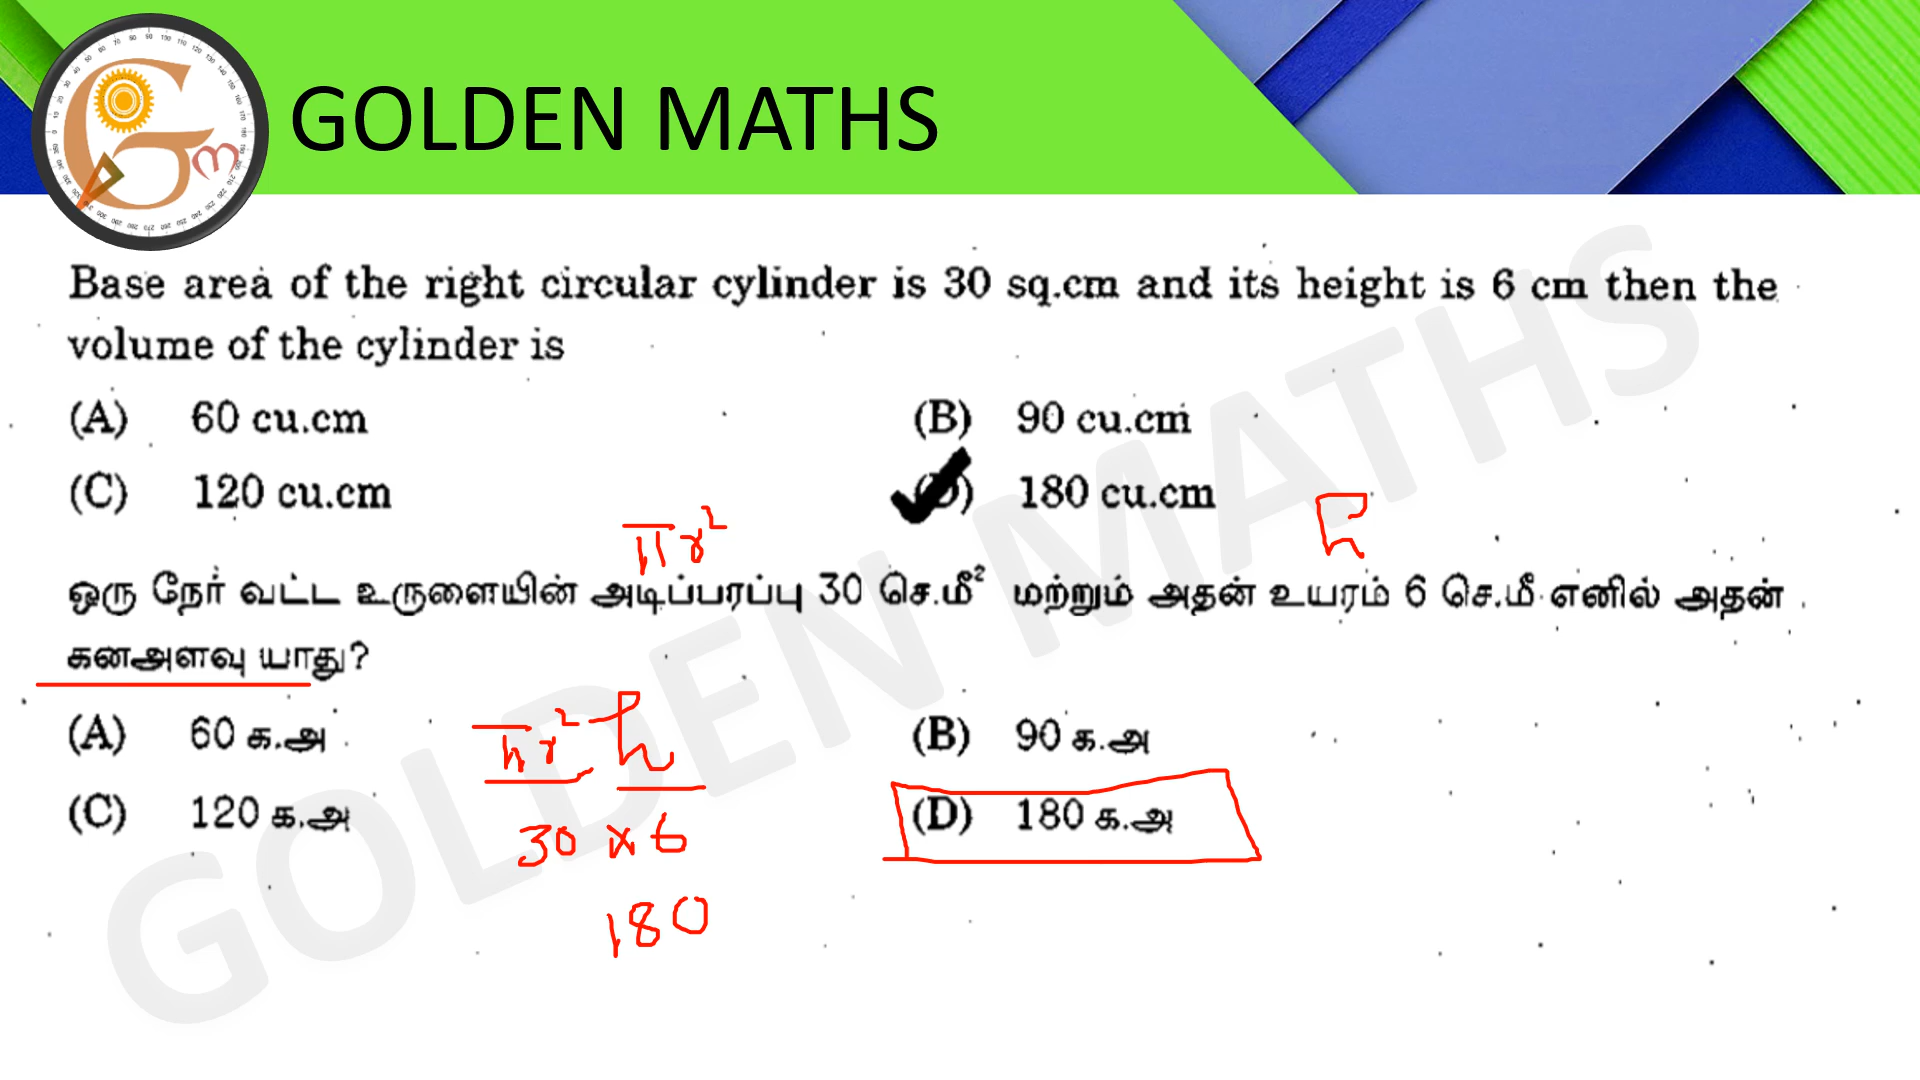 GOLDEN MATHS
Base area of the right circular cylinder is 30 sq.cm and its height is 6 cm then the
volume of the cylinder is
(A) 60 cu.cm (B) 90 cu.cm
(C) 120 cu.cm (D) 180 cu.cm
πr² h
ஒரு நேர் வட்ட உருளையின் அடிப்பரப்பு 30 செ.மீ² மற்றும் அதன் உயரம் 6 செ.மீ எனில் அதன்
கனஅளவு யாது?
(A) 60 க.அ πr² h (B) 90 க.அ
(C) 120 க.அ 30 × 6 (D) 180 க.அ
180
GOLDEN MATHS